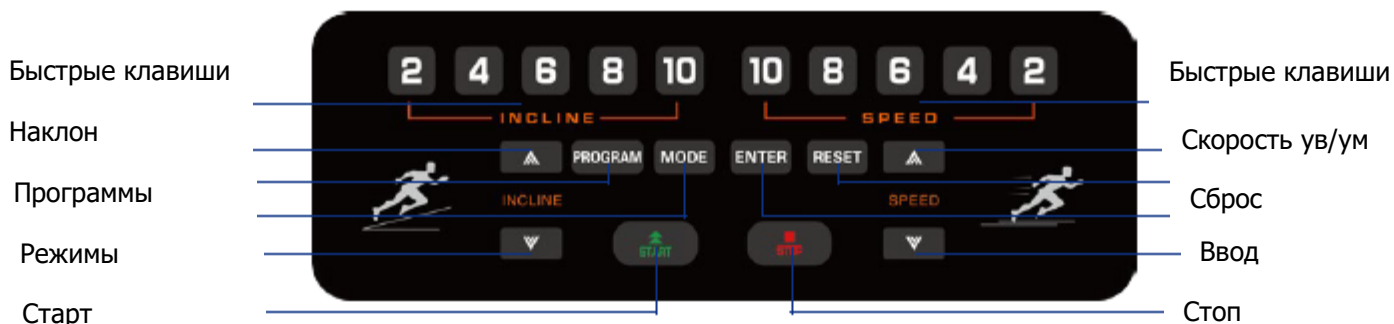 2 4 6 8 10 10 8 6 4 2
Быстрые клавиши
Быстрые клавиши
INCLINE SPEED
Наклон
Скорость ув/ум
PROGRAM MODE ENTER RESET
Программы
Сброс
INCLINE SPEED
Режимы
Ввод
START STOP
Старт
Стоп